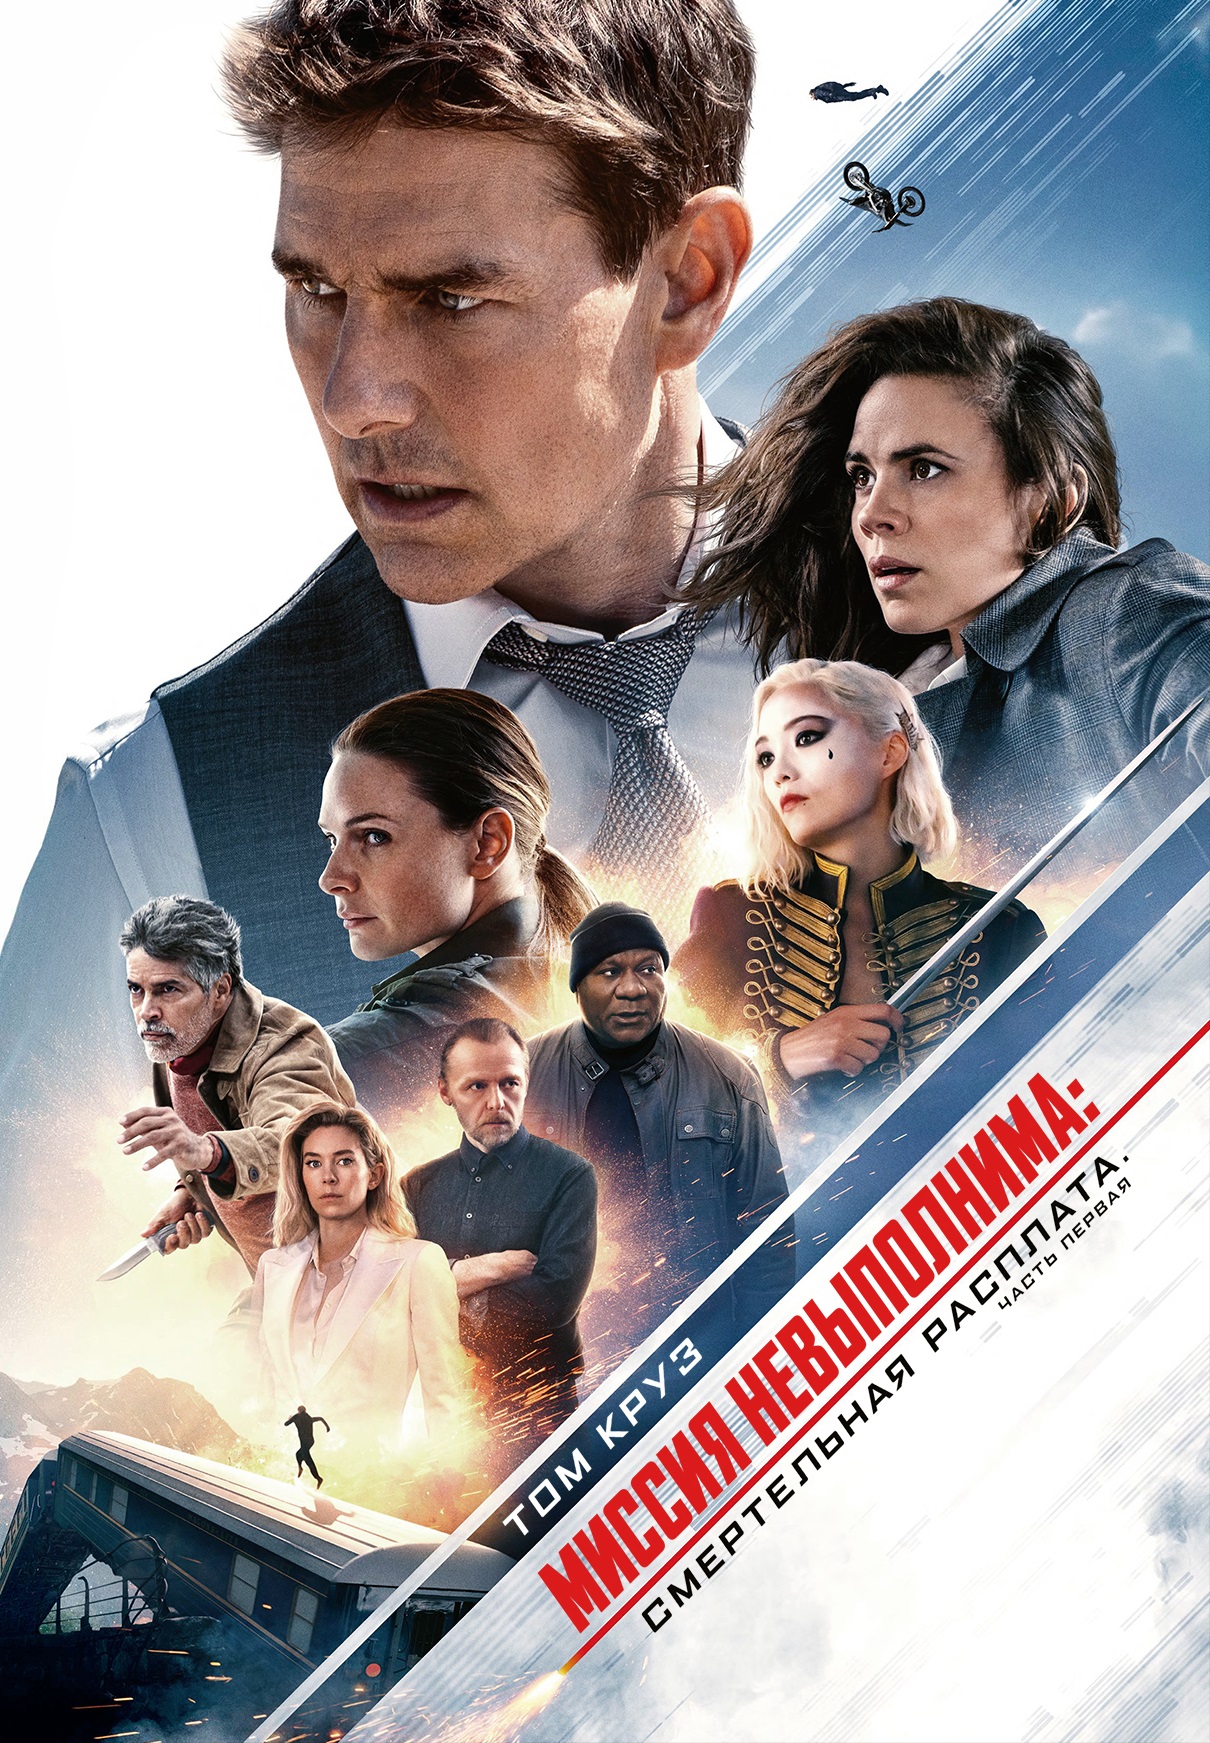 ТОМ КРУЗ
МИССИЯ НЕВЫПОЛНИМА:
СМЕРТЕЛЬНАЯ РАСПЛАТА.
ЧАСТЬ ПЕРВАЯ